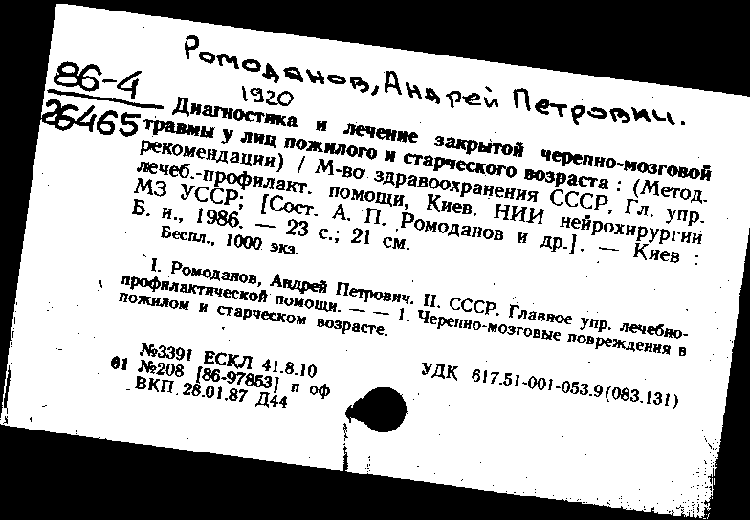 Ромоданов, Андрей Петрович.
86-4
26465
1920
Диагностика и лечение закрытой черепно-мозговой
травмы у лиц пожилого и старческого возраста : (Метод.
рекомендации) / М-во здравоохранения СССР, Гл. упр.
лечеб.-профилакт. помощи, Киев. НИИ нейрохирургии
МЗ УССР; [Сост. А. П. Ромоданов и др.]. — Киев :
Б. и., 1986. — 23 с.; 21 см.
Беспл., 1000 экз.
I. Ромоданов, Андрей Петрович. II. СССР. Главное упр. лечебно-
профилактической помощи. — — 1. Черепно-мозговые повреждения в
пожилом и старческом возрасте.
УДК 617.51-001-053.9(083.131)
№3391 ЕСКЛ 41.8.10
61 №208 [86-97853] п оф
ВКП 28.01.87 Д44